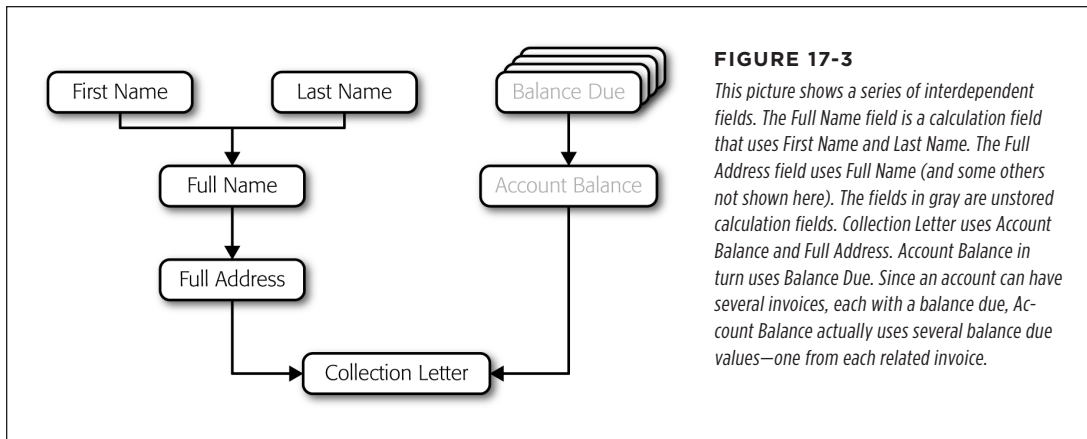 First Name
Last Name
Balance Due
Full Name
Account Balance
Full Address
Collection Letter
FIGURE 17-3
This picture shows a series of interdependent
fields. The Full Name field is a calculation field
that uses First Name and Last Name. The Full
Address field uses Full Name (and some others
not shown here). The fields in gray are unstored
calculation fields. Collection Letter uses Account
Balance and Full Address. Account Balance in
turn uses Balance Due. Since an account can have
several invoices, each with a balance due, Ac-
count Balance actually uses several balance due
values—one from each related invoice.